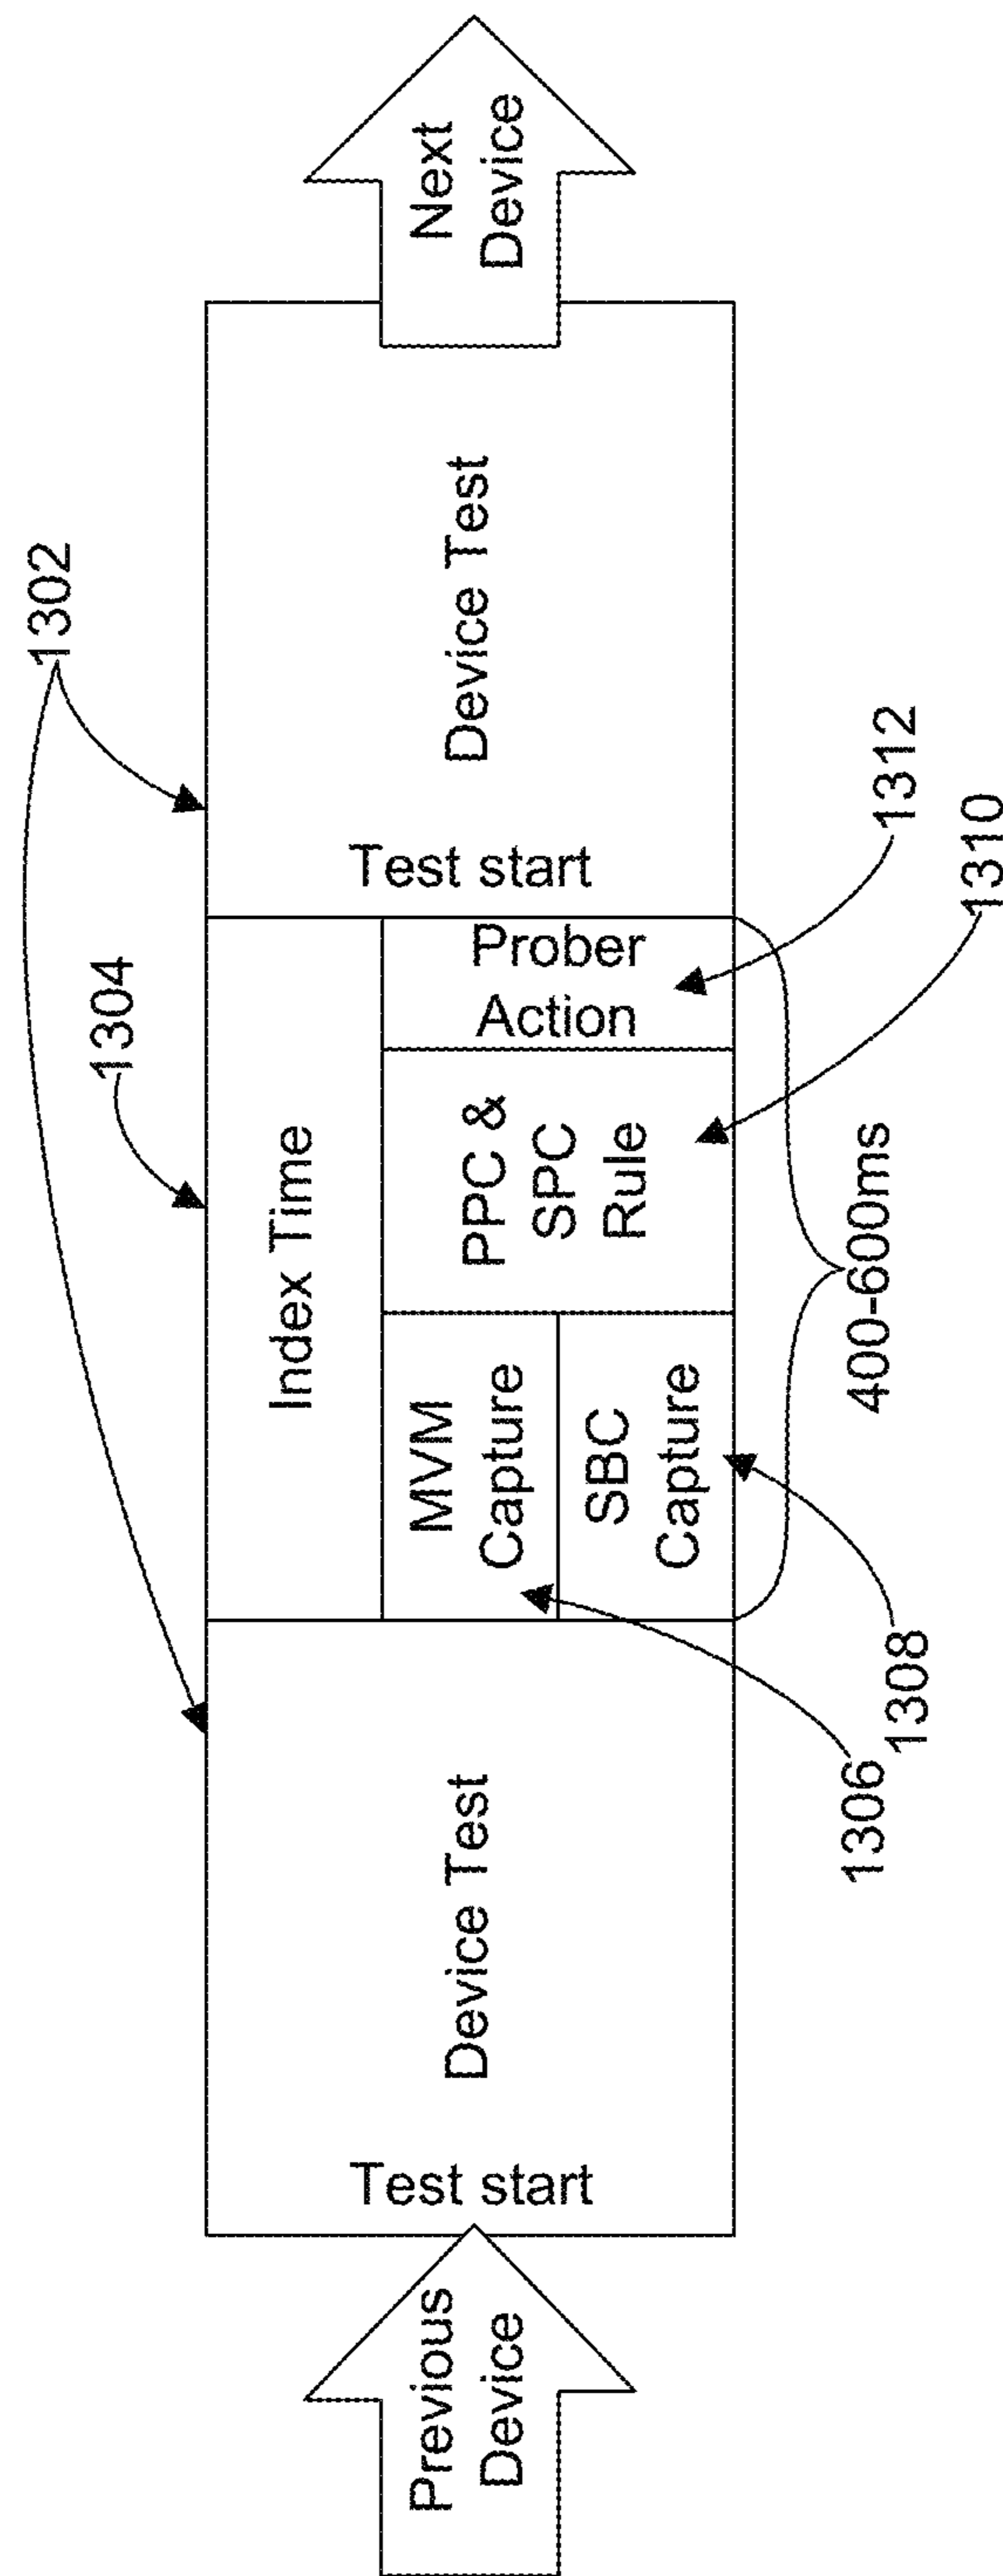 1302
1304
Previous
Device
Test start
Device Test
Index Time
MVM
Capture
SBC
Capture
PPC &
SPC
Rule
Prober
Action
Test start
Device Test
Next
Device
400-600ms
1306
1308
1310
1312